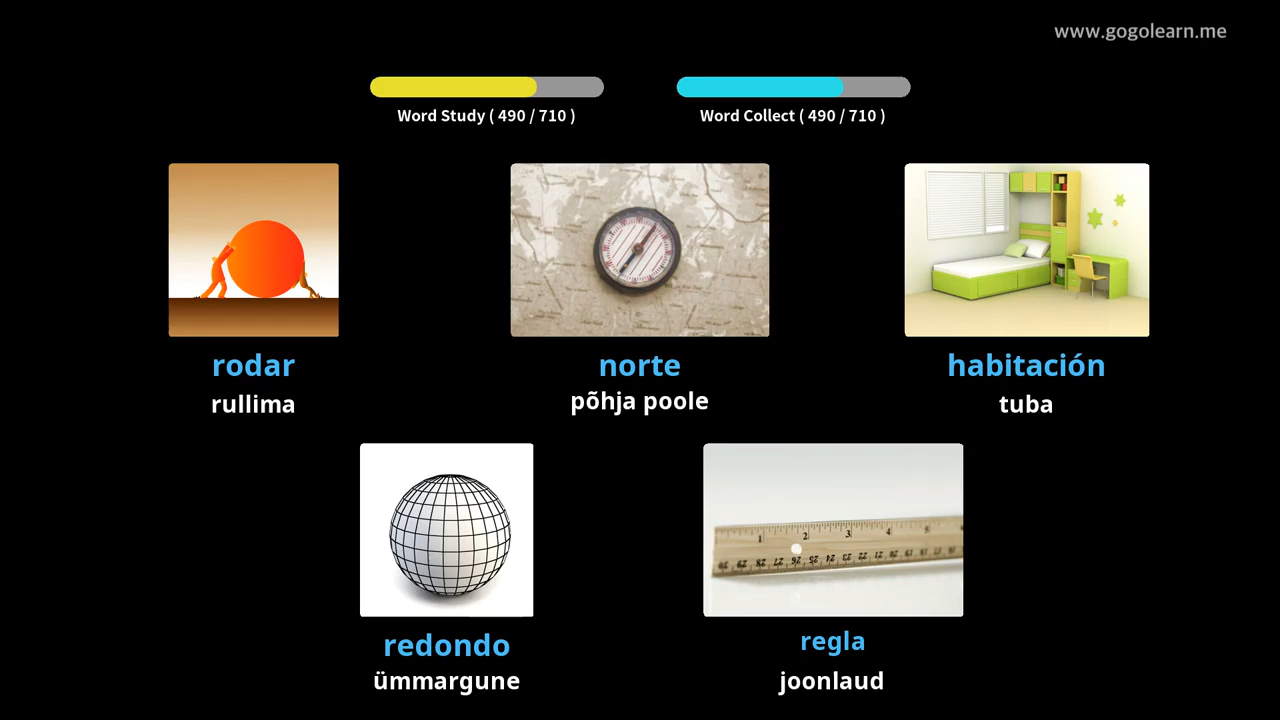 www.gogolearn.me
Word Study ( 490 / 710 )
Word Collect ( 490 / 710 )
rodar
rullima
norte
põhja poole
habitación
tuba
redondo
ümmargune
regla
joonlaud